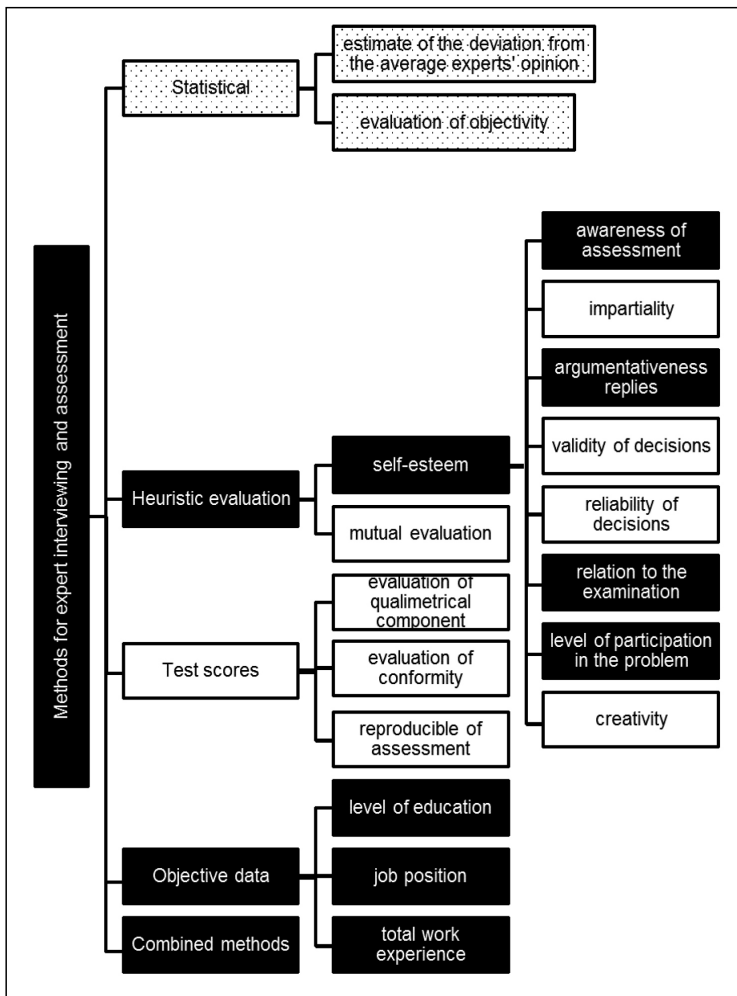 Methods for expert interviewing and assessment
Statistical
estimate of the deviation from
the average experts' opinion
evaluation of objectivity
Heuristic evaluation
self-esteem
awareness of
assessment
impartiality
argumentativeness
replies
validity of decisions
reliability of
decisions
relation to the
examination
level of participation
in the problem
creativity
mutual evaluation
Test scores
evaluation of
qualimetrical
component
evaluation of
conformity
reproducible of
assessment
Objective data
level of education
job position
total work
experience
Combined methods